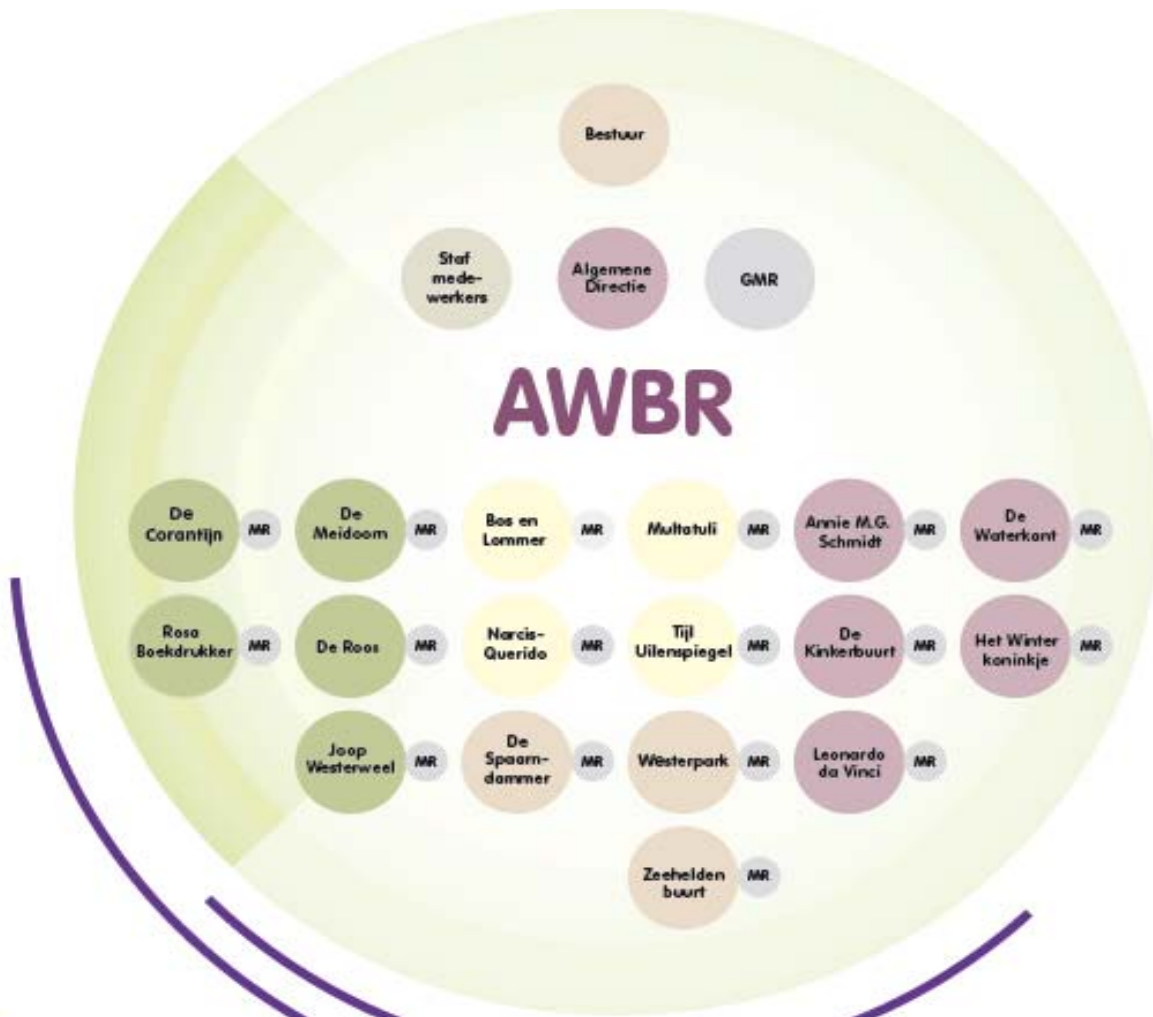 Bestuur
Staf
mede-
werkers
Algemene
Directie
GMR
AWBR
De
Corantijn
MR
De
Meidoorn
MR
Bos en
Lommer
MR
Multatuli
MR
Annie M.G.
Schmidt
MR
De
Waterkant
MR
Rosa
Boekdrukker
MR
De Roos
MR
Narcis-
Querido
MR
Tijl
Uilenspiegel
MR
De
Kinkerbuurt
MR
Het Winter
koninkje
MR
Joop
Westerweel
MR
De
Spaarn-
dammer
MR
Westerpark
MR
Leonardo
da Vinci
MR
Zeehelden
buurt
MR